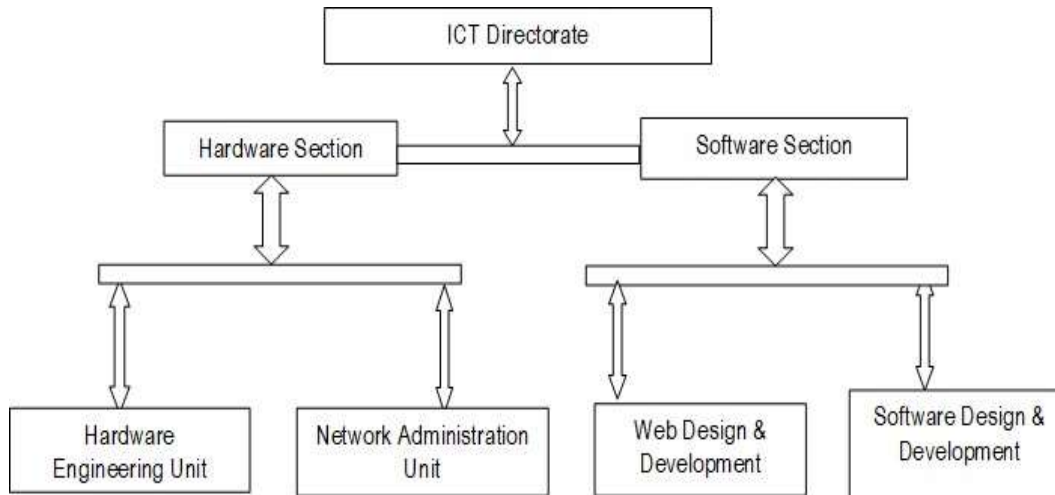 ICT Directorate
Hardware Section
Software Section
Hardware
Engineering Unit
Network Administration
Unit
Web Design &
Development
Software Design &
Development